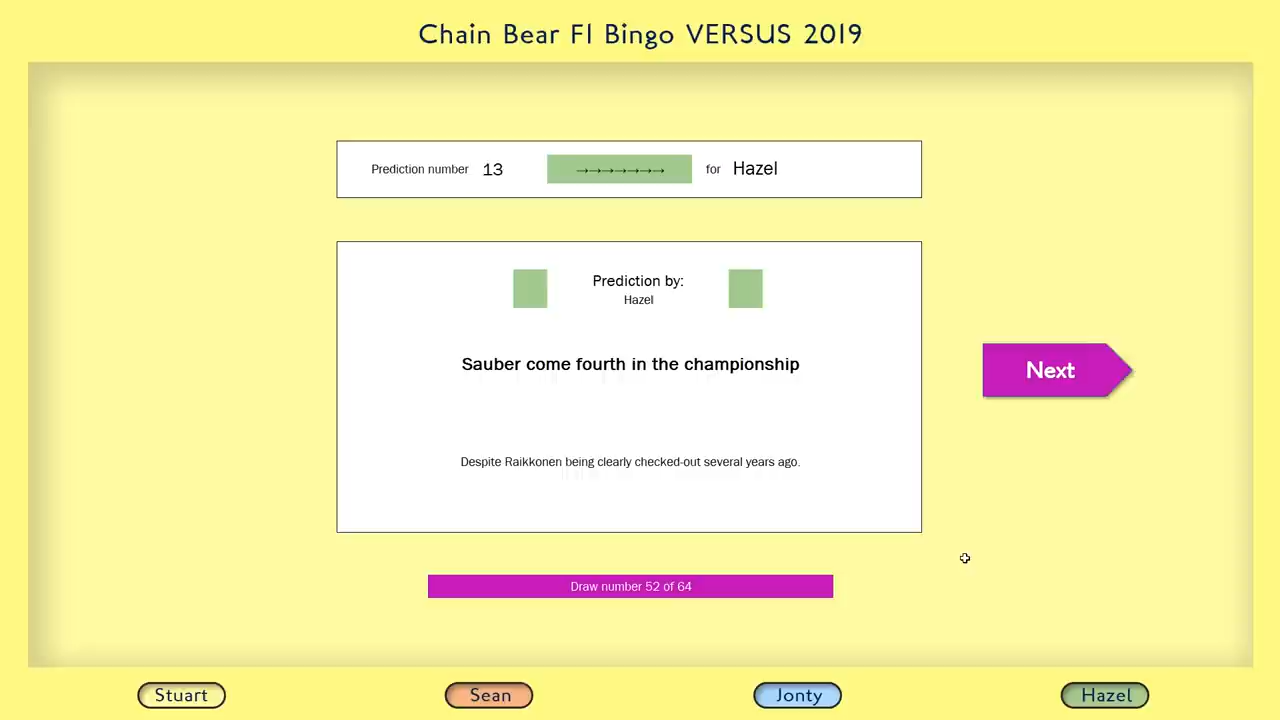 Chain Bear F1 Bingo VERSUS 2019
Prediction number 13 →→→→→→→ for Hazel
Prediction by:
Hazel
Sauber come fourth in the championship
Next
Despite Raikkonen being clearly checked-out several years ago.
Draw number 52 of 64
Stuart Sean Jonty Hazel